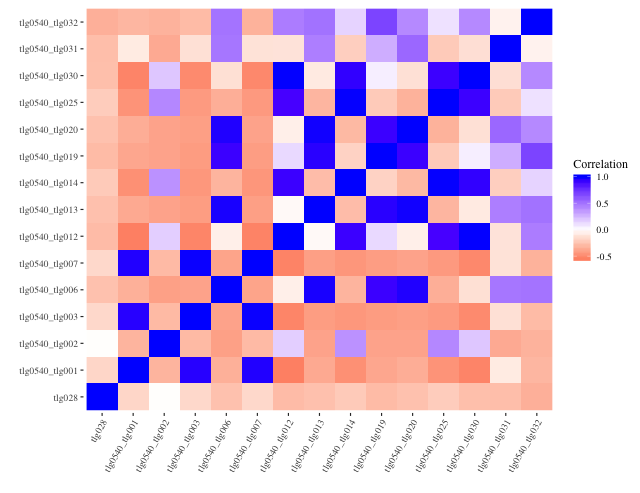 tlg0540_tlg032
tlg0540_tlg031
tlg0540_tlg030
tlg0540_tlg025
tlg0540_tlg020
tlg0540_tlg019
tlg0540_tlg014
tlg0540_tlg013
tlg0540_tlg012
tlg0540_tlg007
tlg0540_tlg006
tlg0540_tlg003
tlg0540_tlg002
tlg0540_tlg001
tlg028
tlg028
tlg0540_tlg001
tlg0540_tlg002
tlg0540_tlg003
tlg0540_tlg006
tlg0540_tlg007
tlg0540_tlg012
tlg0540_tlg013
tlg0540_tlg014
tlg0540_tlg019
tlg0540_tlg020
tlg0540_tlg025
tlg0540_tlg030
tlg0540_tlg031
tlg0540_tlg032
Correlation
1.0
0.5
0.0
-0.5